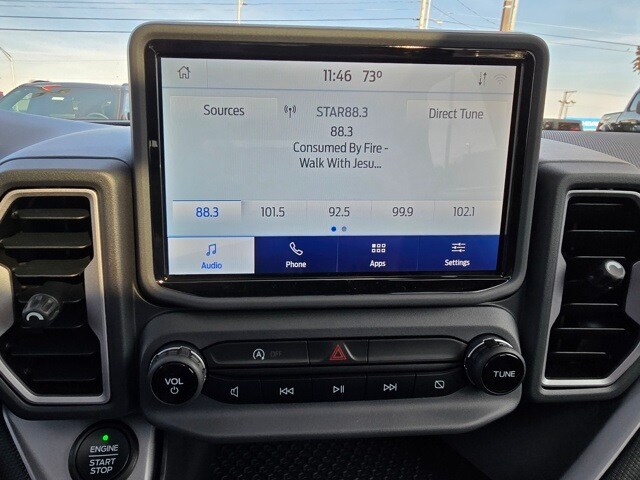 11:46 73°
Sources
STAR88.3
Direct Tune
88.3
Consumed By Fire -
Walk With Jesu...
88.3 101.5 92.5 99.9 102.1
Audio Phone Apps Settings
A OFF
VOL
TUNE
ENGINE
START
STOP